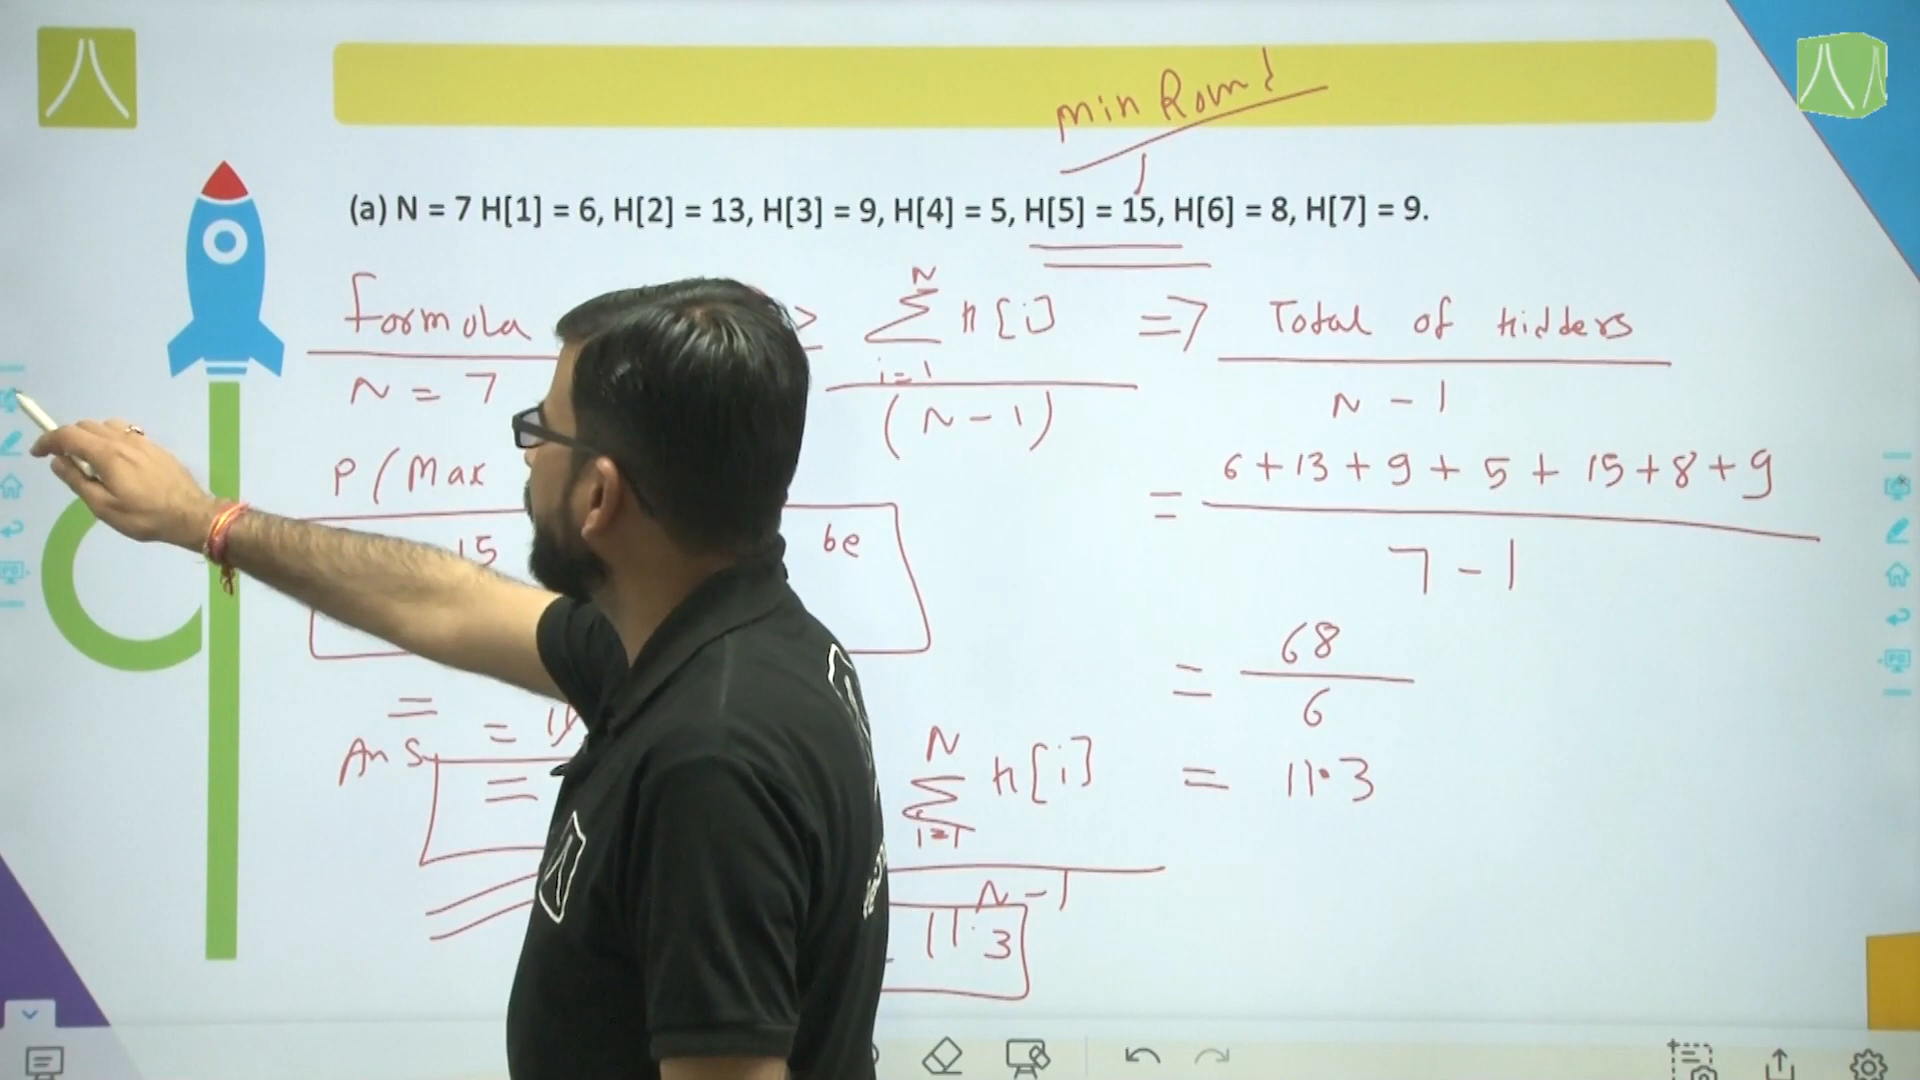 min Round
(a) N = 7 H[1] = 6, H[2] = 13, H[3] = 9, H[4] = 5, H[5] = 15, H[6] = 8, H[7] = 9.
Formula > N ∑ i=1 H[i] => Total of Hidders
N = 7 (N - 1) N - 1
P / Max = 6 + 13 + 9 + 5 + 15 + 8 + 9
15 be 7 - 1
= 68
6
= =
Ans = N ∑ i=1 H[i] = 11.3
N - 1
11.3